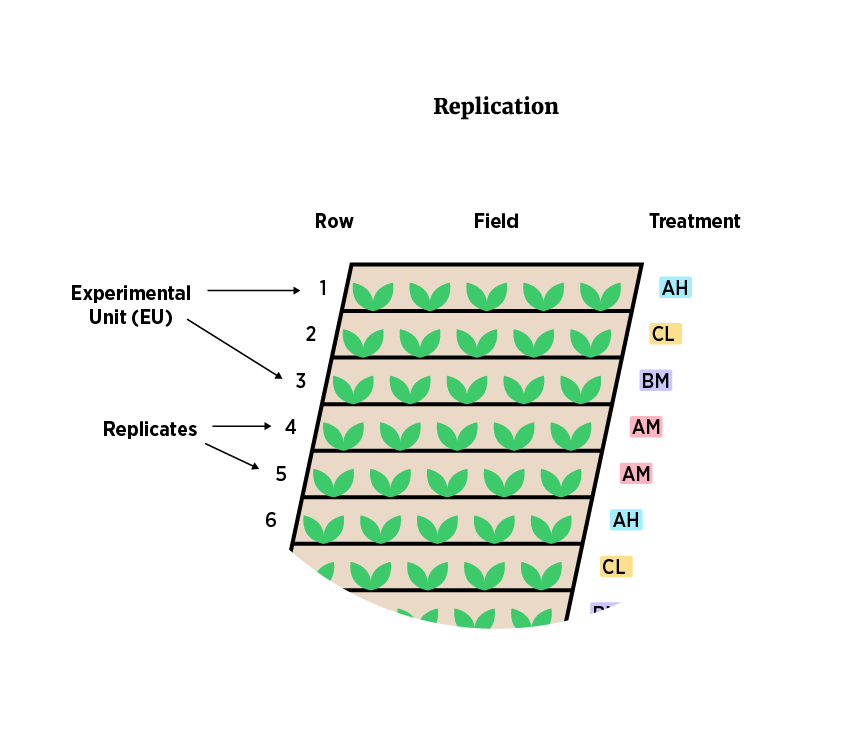 Replication
Row Field Treatment
Experimental
Unit (EU)
1 AH
2 CL
3 BM
Replicates
4 AM
5 AM
6 AH
CL